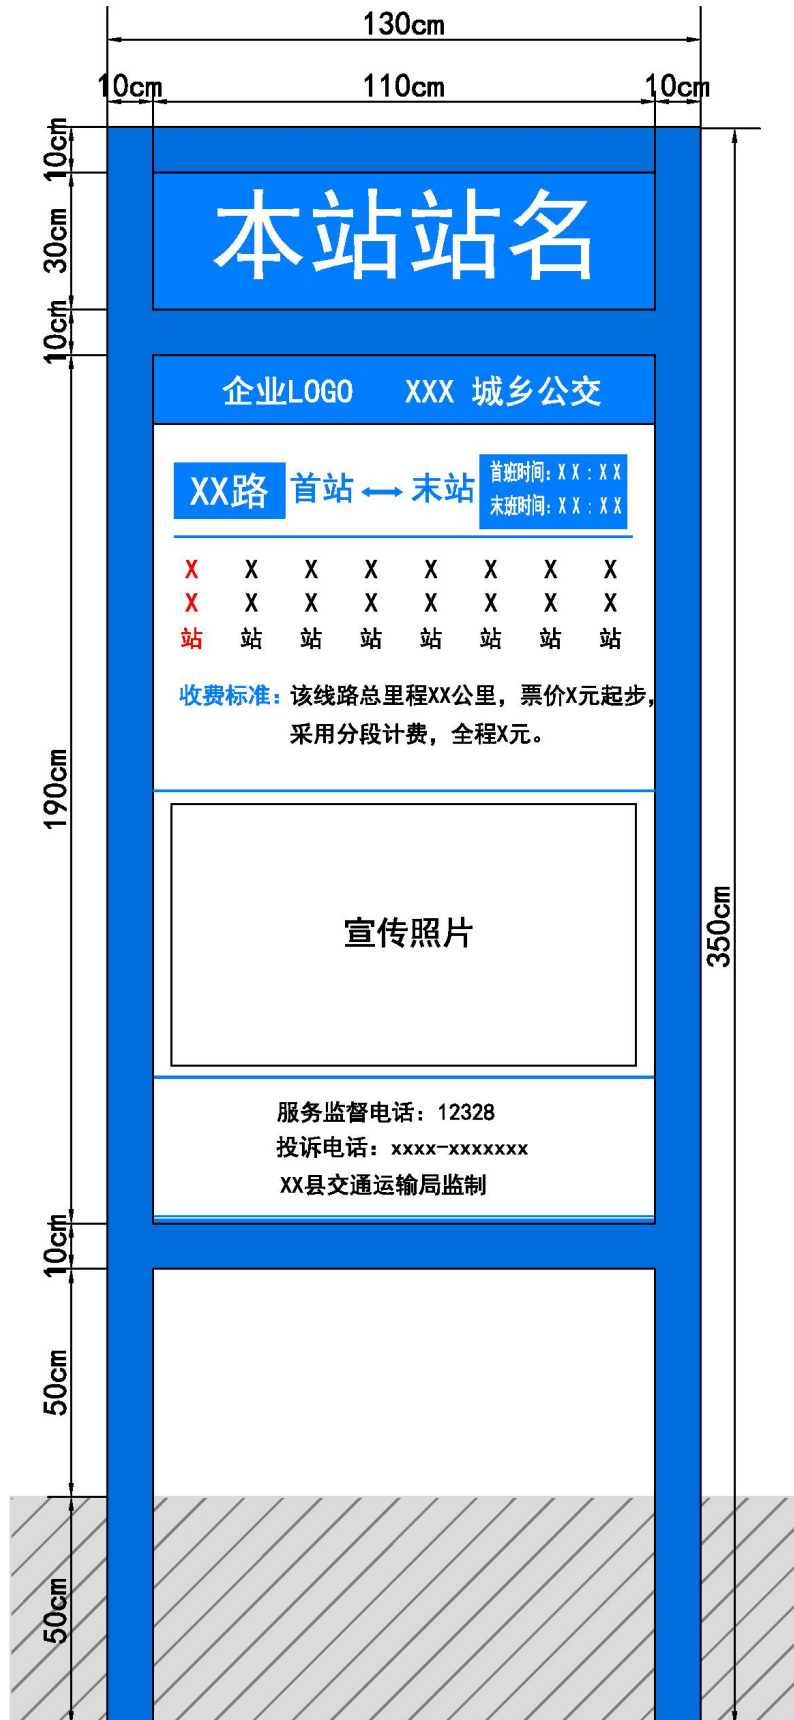 130cm
10cm 110cm 10cm
10cm
30cm
本站站名
10cm
企业LOGO XXX 城乡公交
XX路 首站 末站
首班时间：X X : X X
末班时间：X X : X X
X X X X X X X X
X X X X X X X X
站 站 站 站 站 站 站 站
收费标准：该线路总里程XX公里，票价X元起步，
采用分段计费，全程X元。
190cm
宣传照片
350cm
服务监督电话：12328
投诉电话：xxxx-xxxxxxx
XX县交通运输局监制
10cm
50cm
50cm